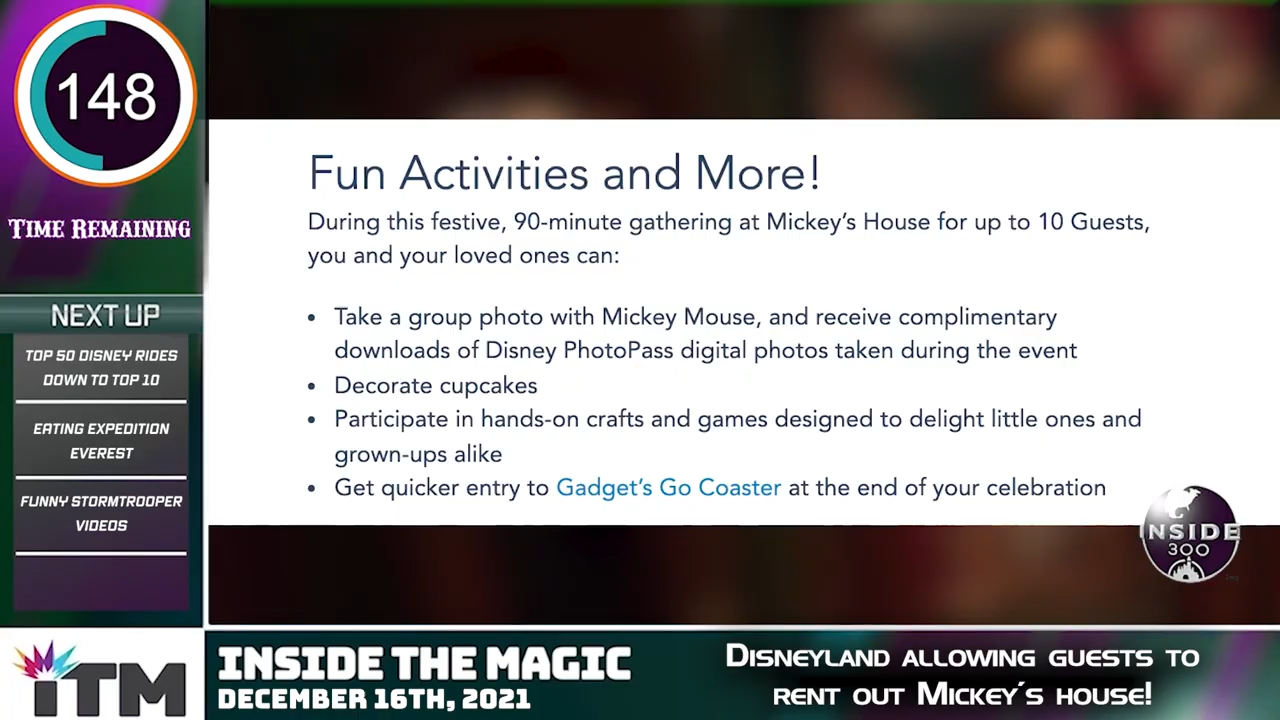 148
TIME REMAINING
NEXT UP
TOP 50 DISNEY RIDES
DOWN TO TOP 10
EATING EXPEDITION
EVEREST
FUNNY STORMTROOPER
VIDEOS
Fun Activities and More!
During this festive, 90-minute gathering at Mickey's House for up to 10 Guests,
you and your loved ones can:
• Take a group photo with Mickey Mouse, and receive complimentary
downloads of Disney PhotoPass digital photos taken during the event
• Decorate cupcakes
• Participate in hands-on crafts and games designed to delight little ones and
grown-ups alike
• Get quicker entry to Gadget's Go Coaster at the end of your celebration
INSIDE
300
iTM
INSIDE THE MAGIC
DECEMBER 16TH, 2021
DISNEYLAND ALLOWING GUESTS TO
RENT OUT MICKEY'S HOUSE!